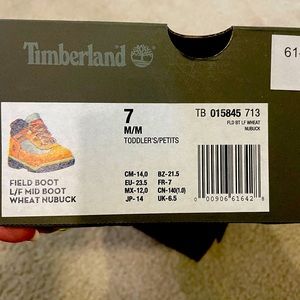 Timberland
61
7
M/M
TODDLER'S/PETITS
TB 015845 713
FLD BT LF WHEAT
NUBUCK
FIELD BOOT
L/F MID BOOT
WHEAT NUBUCK
CM-14,0 BZ-21.5
EU-23.5 FR-7
MX-12,0 CN-140(1.0)
JP-14 UK-6.5
0 00906 61642 8